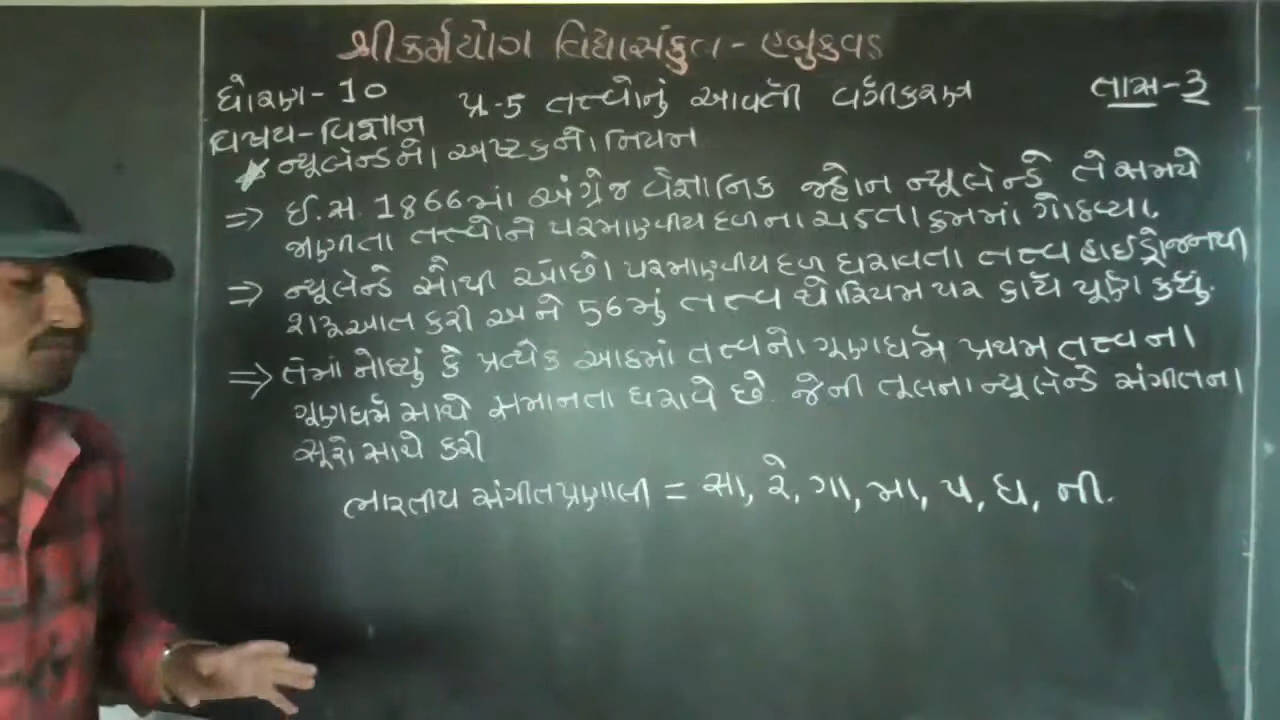 શ્રી કર્મયોગ વિદ્યાસંકુલ - હબુકવડ
ધોરણ - 10
પ્ર.-5 તત્ત્વોનું આવર્તી વર્ગીકરણ
તાસ - 3
વિષય - વિજ્ઞાન
ન્યૂલેન્ડનો અષ્ટકનો નિયમ
⇒ ઈ.સ. 1866માં અંગ્રેજ વૈજ્ઞાનિક જ્હોન ન્યૂલેન્ડે તે સમયે
જાણીતા તત્ત્વોને પરમાણ્વીય દળના ચડતા ક્રમમાં ગોઠવ્યા.
⇒ ન્યૂલેન્ડે સૌથી ઓછો પરમાણ્વીય દળ ધરાવતા તત્ત્વ હાઈડ્રોજનથી
શરૂઆત કરી અને 56મું તત્ત્વ થોરિયમ પર કાર્ય પૂર્ણ કર્યું.
⇒ તેમાં નોંધ્યું કે પ્રત્યેક આઠમાં તત્ત્વનો ગૂણધર્મ પ્રથમ તત્ત્વના
ગૂણધર્મ સાથે સમાનતા ધરાવે છે. જેની તૂલના ન્યૂલેન્ડે સંગીતના
સૂરો સાથે કરી
ભારતીય સંગીતપ્રણાલી = સા, રે, ગા, મા, પ, ધ, ની.